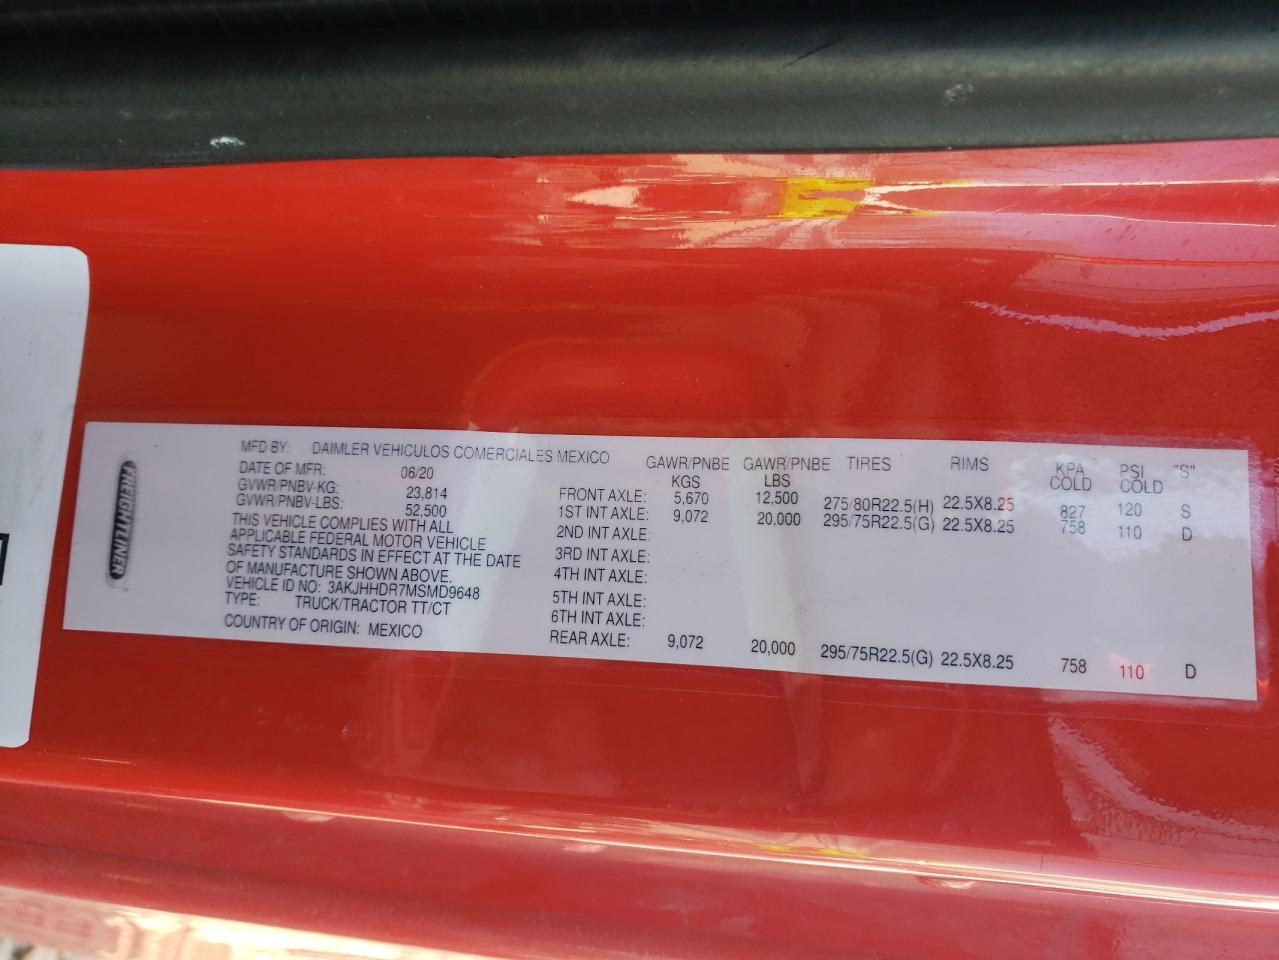 FREIGHTLINER
MFD BY: DAIMLER VEHICULOS COMERCIALES MEXICO
DATE OF MFR: 06/20
GVWR/PNBV-KG: 23,814
GVWR/PNBV-LBS: 52,500
THIS VEHICLE COMPLIES WITH ALL
APPLICABLE FEDERAL MOTOR VEHICLE
SAFETY STANDARDS IN EFFECT AT THE DATE
OF MANUFACTURE SHOWN ABOVE.
VEHICLE ID NO: 3AKJHHDR7MSMD9648
TYPE: TRUCK/TRACTOR TT/CT
COUNTRY OF ORIGIN: MEXICO
GAWR/PNBE GAWR/PNBE TIRES RIMS KPA PSI "S"
KGS LBS COLD COLD
FRONT AXLE: 5,670 12,500 275/80R22.5(H) 22.5X8.25 827 120 S
1ST INT AXLE: 9,072 20,000 295/75R22.5(G) 22.5X8.25 758 110 D
2ND INT AXLE:
3RD INT AXLE:
4TH INT AXLE:
5TH INT AXLE:
6TH INT AXLE:
REAR AXLE: 9,072 20,000 295/75R22.5(G) 22.5X8.25 758 110 D